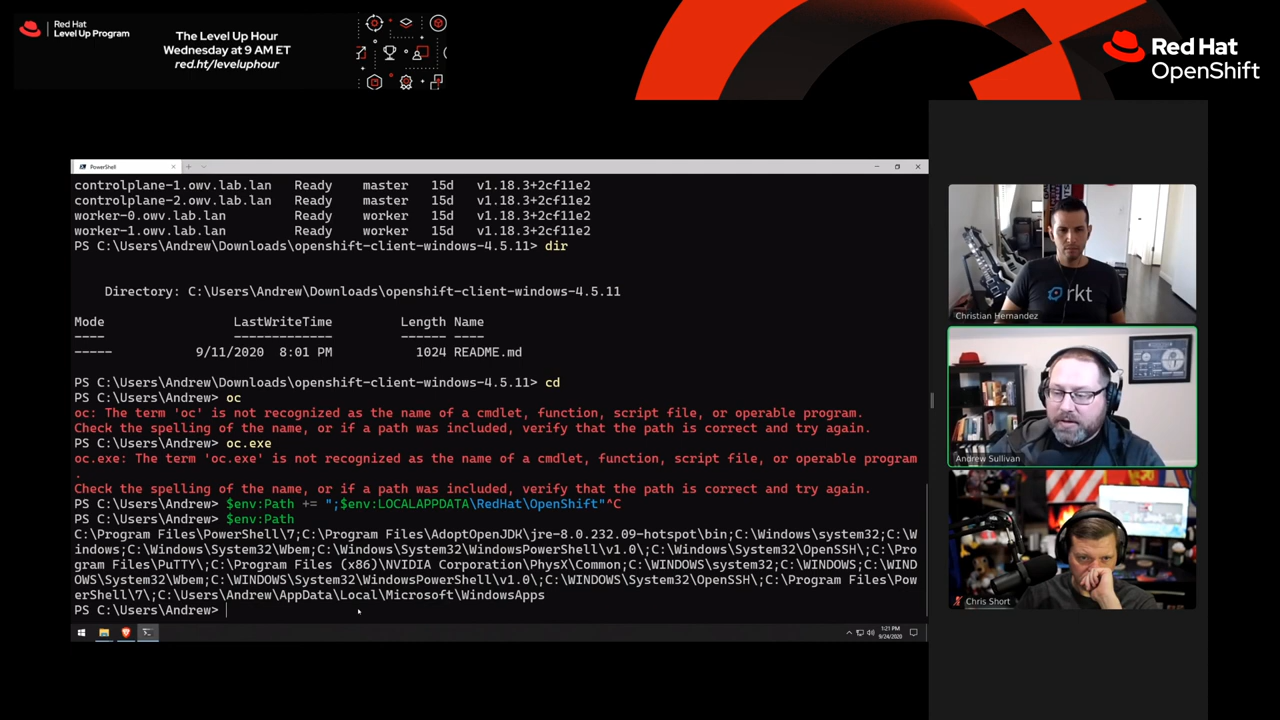 Red Hat
Level Up Program
The Level Up Hour
Wednesday at 9 AM ET
red.ht/leveluphour
Red Hat
OpenShift
PowerShell
controlplane-1.owv.lab.lan Ready master 15d v1.18.3+2cf11e2
controlplane-2.owv.lab.lan Ready master 15d v1.18.3+2cf11e2
worker-0.owv.lab.lan Ready worker 15d v1.18.3+2cf11e2
worker-1.owv.lab.lan Ready worker 15d v1.18.3+2cf11e2
PS C:\Users\Andrew\Downloads\openshift-client-windows-4.5.11> dir
Directory: C:\Users\Andrew\Downloads\openshift-client-windows-4.5.11
Mode LastWriteTime Length Name
---- ------------- ------ ----
----- 9/11/2020 8:01 PM 1024 README.md
PS C:\Users\Andrew\Downloads\openshift-client-windows-4.5.11> cd
PS C:\Users\Andrew> oc
oc: The term 'oc' is not recognized as the name of a cmdlet, function, script file, or operable program.
Check the spelling of the name, or if a path was included, verify that the path is correct and try again.
PS C:\Users\Andrew> oc.exe
oc.exe: The term 'oc.exe' is not recognized as the name of a cmdlet, function, script file, or operable program
.
Check the spelling of the name, or if a path was included, verify that the path is correct and try again.
PS C:\Users\Andrew> $env:Path += ";$env:LOCALAPPDATA\RedHat\OpenShift"^C
PS C:\Users\Andrew> $env:Path
C:\Program Files\PowerShell\7;C:\Program Files\AdoptOpenJDK\jre-8.0.232.09-hotspot\bin;C:\Windows\system32;C:\W
indows;C:\Windows\System32\Wbem;C:\Windows\System32\WindowsPowerShell\v1.0\;C:\Windows\System32\OpenSSH\;C:\Pro
gram Files\PuTTY\;C:\Program Files (x86)\NVIDIA Corporation\PhysX\Common;C:\WINDOWS\system32;C:\WINDOWS;C:\WIND
OWS\System32\Wbem;C:\WINDOWS\System32\WindowsPowerShell\v1.0\;C:\WINDOWS\System32\OpenSSH\;C:\Program Files\Pow
erShell\7\;C:\Users\Andrew\AppData\Local\Microsoft\WindowsApps
PS C:\Users\Andrew>
1:21 PM
9/24/2020
rkt
Christian Hernandez
Andrew Sullivan
Chris Short